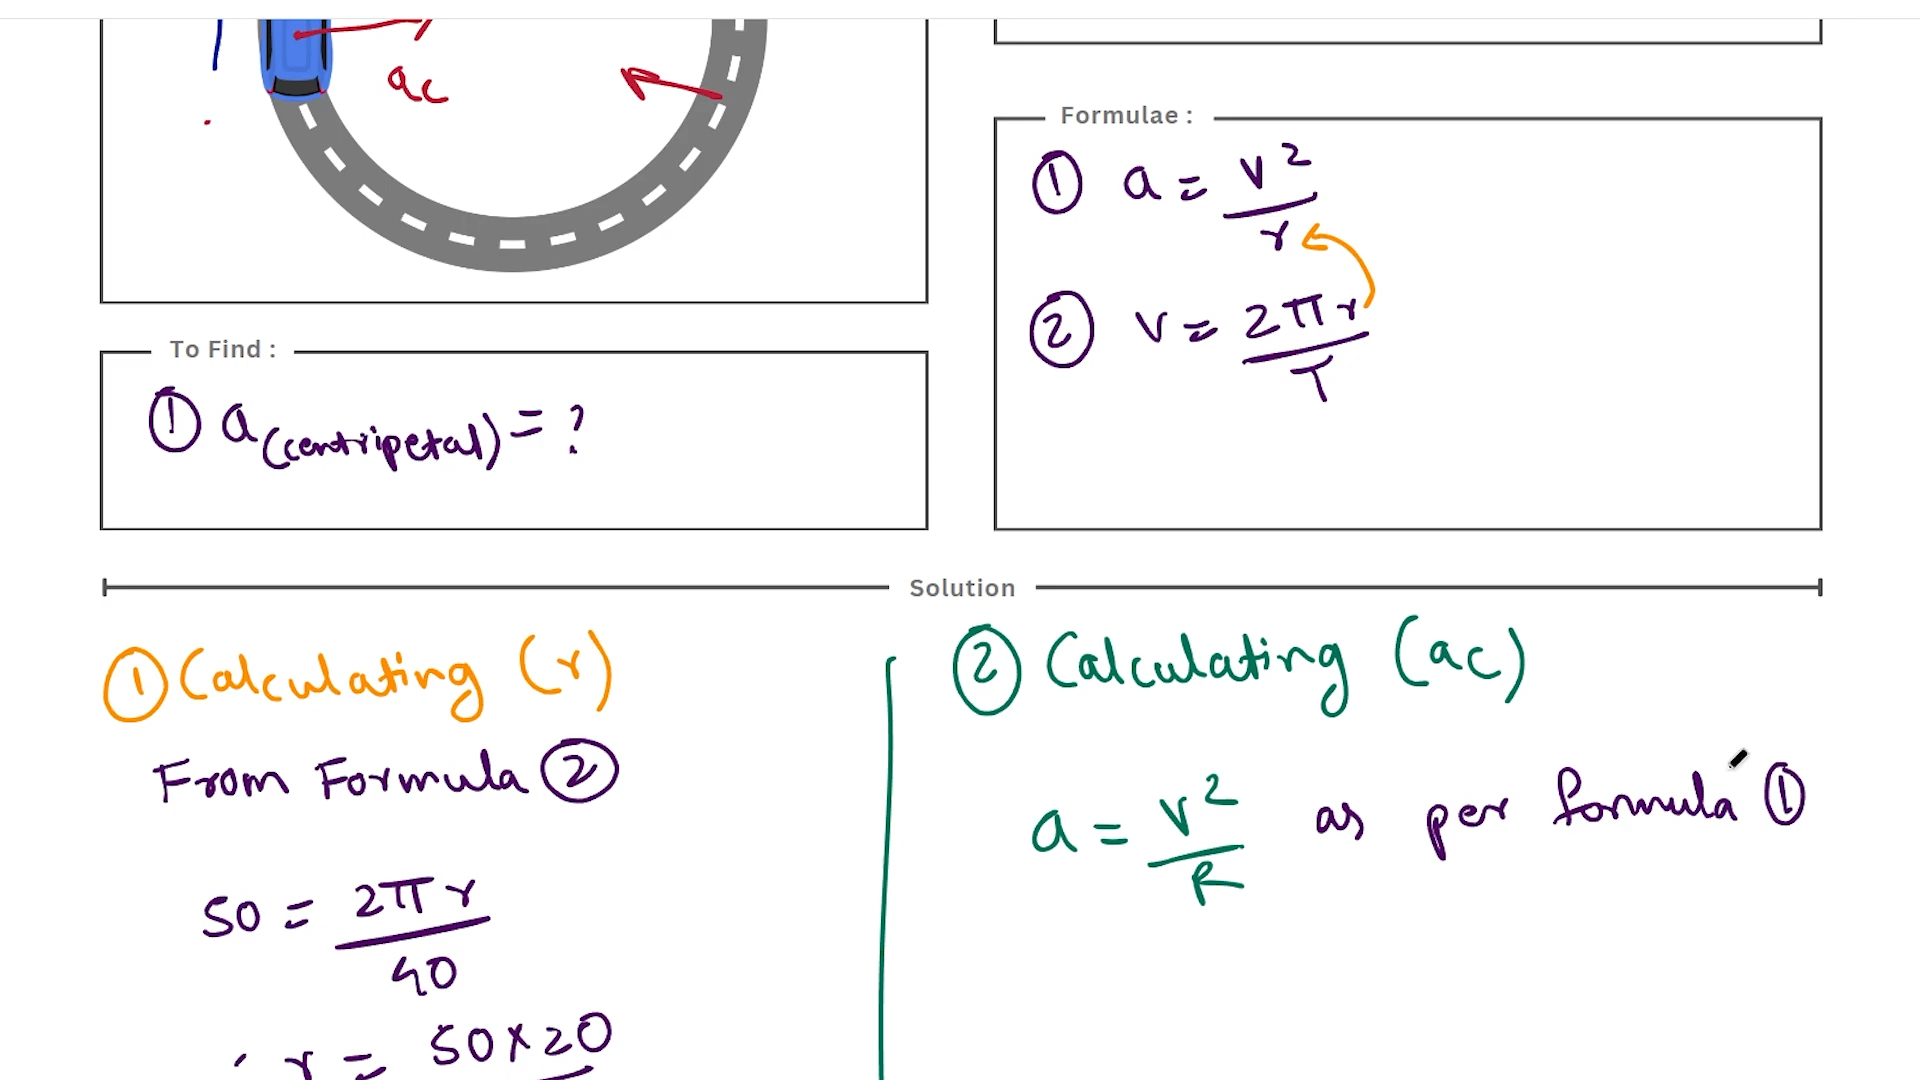 ac
To Find :
① a(centripetal) = ?
Formulae :
① a = v²/r
② v = 2πr/T
Solution
① Calculating (r)
From Formula ②
50 = 2πr/40
r = 50×20
② Calculating (ac)
a = v²/R as per formula ①